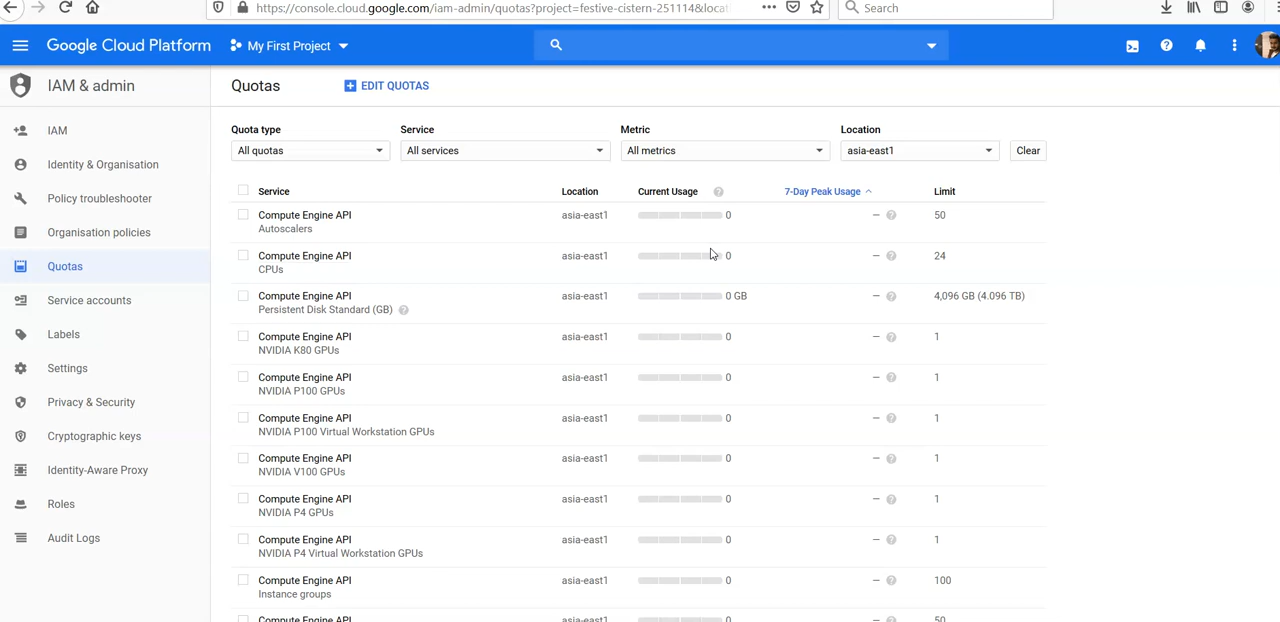 https://console.cloud.google.com/iam-admin/quotas?project=festive-cistern-251114&locat
Search
Google Cloud Platform
My First Project
IAM & admin
Quotas
EDIT QUOTAS
IAM
Identity & Organisation
Policy troubleshooter
Organisation policies
Quotas
Service accounts
Labels
Settings
Privacy & Security
Cryptographic keys
Identity-Aware Proxy
Roles
Audit Logs
Quota type Service Metric Location
All quotas All services All metrics asia-east1 Clear
Service Location Current Usage ? 7-Day Peak Usage Limit
Compute Engine API asia-east1 0 – ? 50
Autoscalers
Compute Engine API asia-east1 0 – ? 24
CPUs
Compute Engine API asia-east1 0 GB – ? 4,096 GB (4.096 TB)
Persistent Disk Standard (GB) ?
Compute Engine API asia-east1 0 – ? 1
NVIDIA K80 GPUs
Compute Engine API asia-east1 0 – ? 1
NVIDIA P100 GPUs
Compute Engine API asia-east1 0 – ? 1
NVIDIA P100 Virtual Workstation GPUs
Compute Engine API asia-east1 0 – ? 1
NVIDIA V100 GPUs
Compute Engine API asia-east1 0 – ? 1
NVIDIA P4 GPUs
Compute Engine API asia-east1 0 – ? 1
NVIDIA P4 Virtual Workstation GPUs
Compute Engine API asia-east1 0 – ? 100
Instance groups
Compute Engine API asia-east1 0 – ? 50